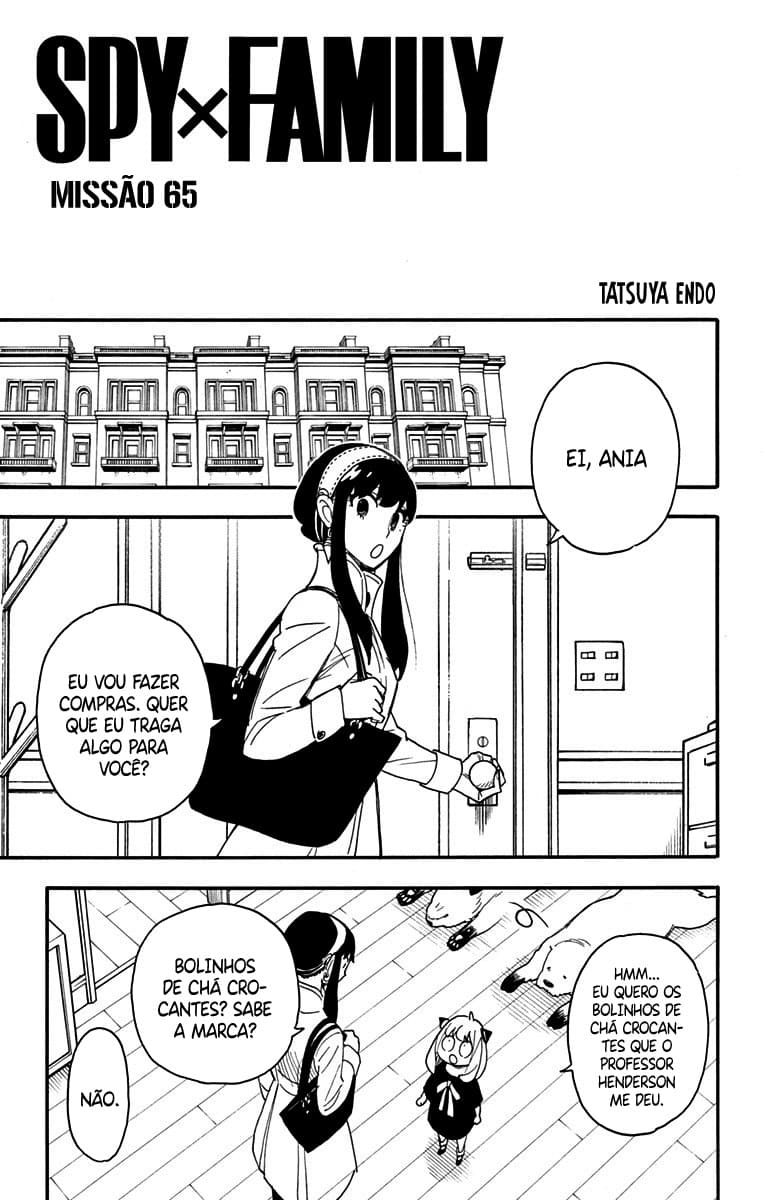 SPY×FAMILY
MISSÃO 65
TATSUYA ENDO
EI, ANIA
EU VOU FAZER
COMPRAS. QUER
QUE EU TRAGA
ALGO PARA
VOCÊ?
HMM...
EU QUERO OS
BOLINHOS DE
CHÁ CROCAN-
TES QUE O
PROFESSOR
HENDERSON
ME DEU.
BOLINHOS
DE CHÁ CRO-
CANTES? SABE
A MARCA?
NÃO.